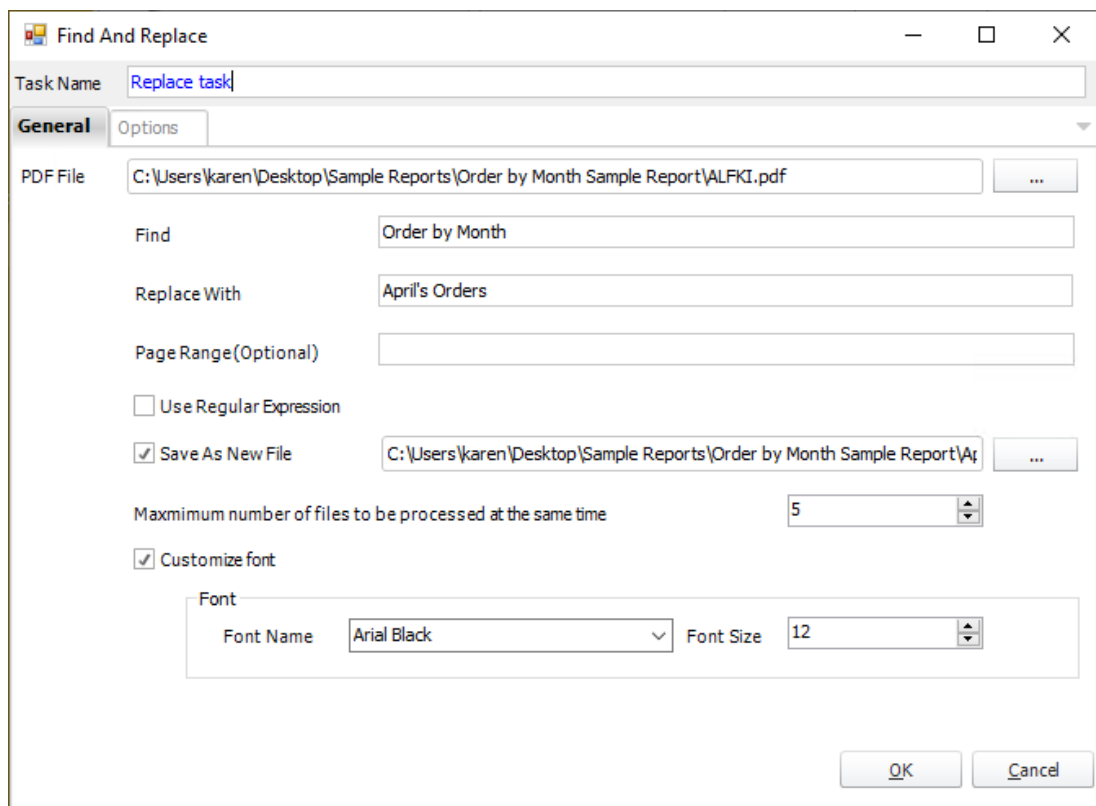 Find And Replace
Task Name Replace task
General Options
PDF File C:\Users\karen\Desktop\Sample Reports\Order by Month Sample Report\ALFKI.pdf ...
Find Order by Month
Replace With April's Orders
Page Range(Optional)
Use Regular Expression
Save As New File C:\Users\karen\Desktop\Sample Reports\Order by Month Sample Report\Ap ...
Maxmimum number of files to be processed at the same time 5
Customize font
Font
Font Name Arial Black Font Size 12
OK Cancel